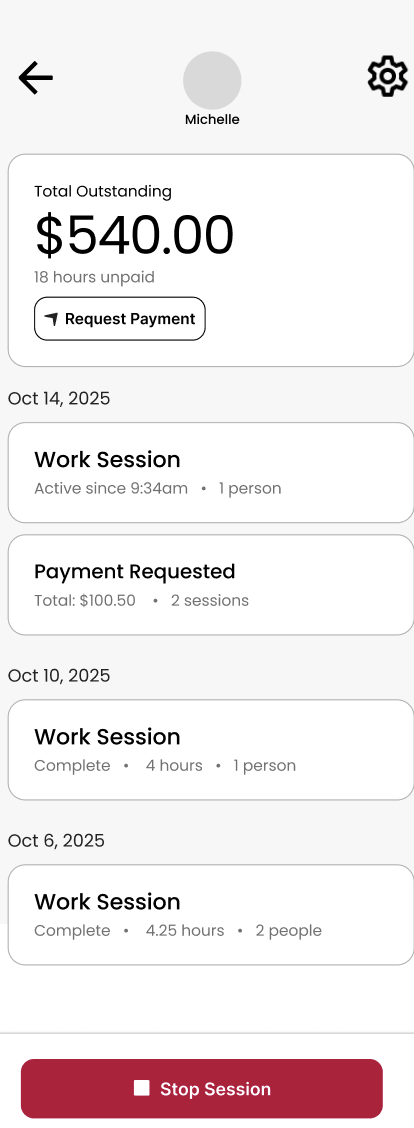 Michelle
Total Outstanding
$540.00
18 hours unpaid
Request Payment
Oct 14, 2025
Work Session
Active since 9:34am • 1 person
Payment Requested
Total: $100.50 • 2 sessions
Oct 10, 2025
Work Session
Complete • 4 hours • 1 person
Oct 6, 2025
Work Session
Complete • 4.25 hours • 2 people
Stop Session